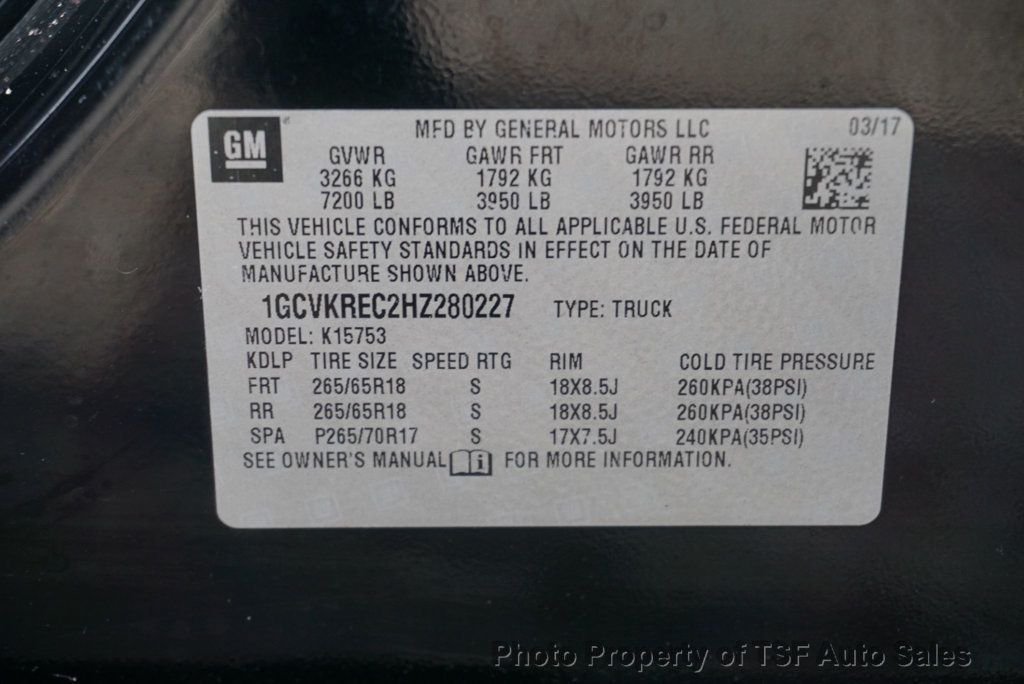 GM MFD BY GENERAL MOTORS LLC 03/17
GVWR GAWR FRT GAWR RR
3266 KG 1792 KG 1792 KG
7200 LB 3950 LB 3950 LB
THIS VEHICLE CONFORMS TO ALL APPLICABLE U.S. FEDERAL MOTOR
VEHICLE SAFETY STANDARDS IN EFFECT ON THE DATE OF
MANUFACTURE SHOWN ABOVE.
1GCVKREC2HZ280227 TYPE: TRUCK
MODEL: K15753
KDLP TIRE SIZE SPEED RTG RIM COLD TIRE PRESSURE
FRT 265/65R18 S 18X8.5J 260KPA(38PSI)
RR 265/65R18 S 18X8.5J 260KPA(38PSI)
SPA P265/70R17 S 17X7.5J 240KPA(35PSI)
SEE OWNER'S MANUAL i FOR MORE INFORMATION.
Photo Property of TSF Auto Sales